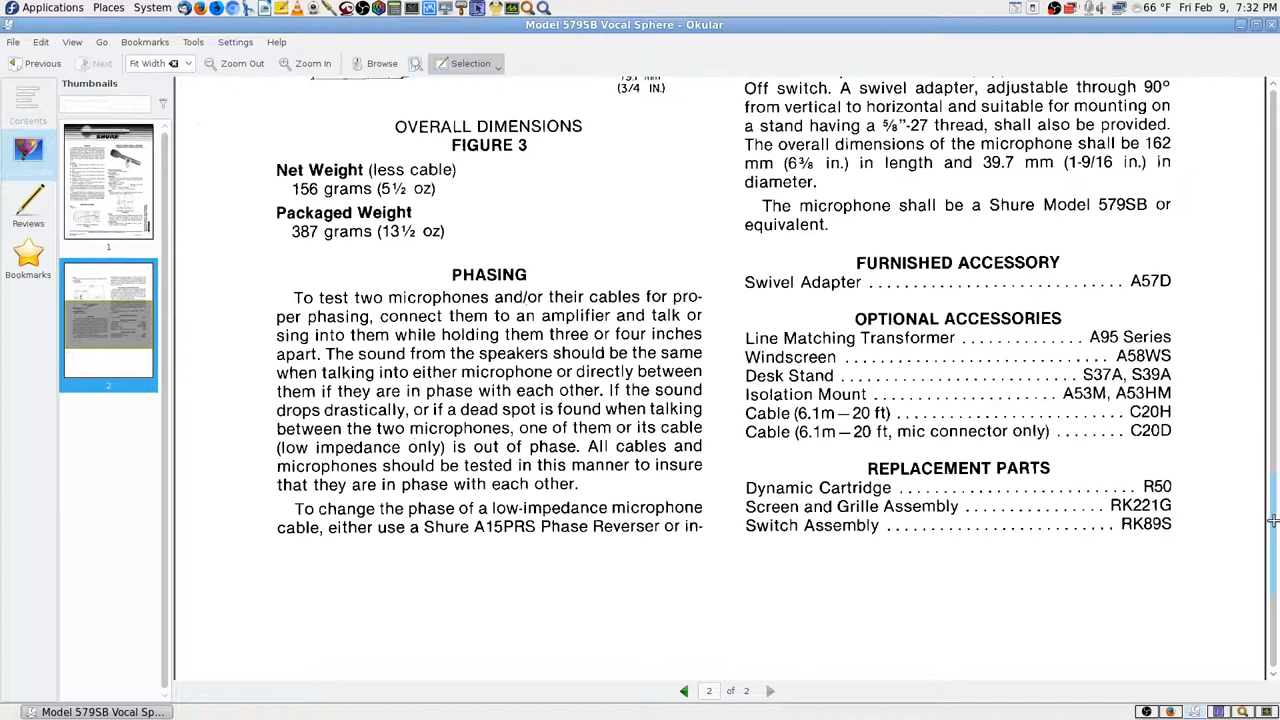 Applications Places System
Model 579SB Vocal Sphere - Okular
66 °F Fri Feb 9, 7:32 PM
File Edit View Go Bookmarks Tools Settings Help
Previous Next Fit Width Zoom Out Zoom In Browse Selection
Thumbnails
Contents
Reviews
Bookmarks
SHURE
1
2
(3/4 IN.)
OVERALL DIMENSIONS
FIGURE 3
Net Weight (less cable)
156 grams (5½ oz)
Packaged Weight
387 grams (13½ oz)
PHASING
To test two microphones and/or their cables for pro-
per phasing, connect them to an amplifier and talk or
sing into them while holding them three or four inches
apart. The sound from the speakers should be the same
when talking into either microphone or directly between
them if they are in phase with each other. If the sound
drops drastically, or if a dead spot is found when talking
between the two microphones, one of them or its cable
(low impedance only) is out of phase. All cables and
microphones should be tested in this manner to insure
that they are in phase with each other.
To change the phase of a low-impedance microphone
cable, either use a Shure A15PRS Phase Reverser or in-
Off switch. A swivel adapter, adjustable through 90°
from vertical to horizontal and suitable for mounting on
a stand having a ⅝"-27 thread, shall also be provided.
The overall dimensions of the microphone shall be 162
mm (6⅜ in.) in length and 39.7 mm (1-9/16 in.) in
diameter.
The microphone shall be a Shure Model 579SB or
equivalent.
FURNISHED ACCESSORY
Swivel Adapter .............................. A57D
OPTIONAL ACCESSORIES
Line Matching Transformer ............. A95 Series
Windscreen .............................. A58WS
Desk Stand .......................... S37A, S39A
Isolation Mount ..................... A53M, A53HM
Cable (6.1m—20 ft) .......................... C20H
Cable (6.1m—20 ft, mic connector only) ........ C20D
REPLACEMENT PARTS
Dynamic Cartridge .......................... R50
Screen and Grille Assembly ............... RK221G
Switch Assembly ......................... RK89S
2 of 2
Model 579SB Vocal Sp...